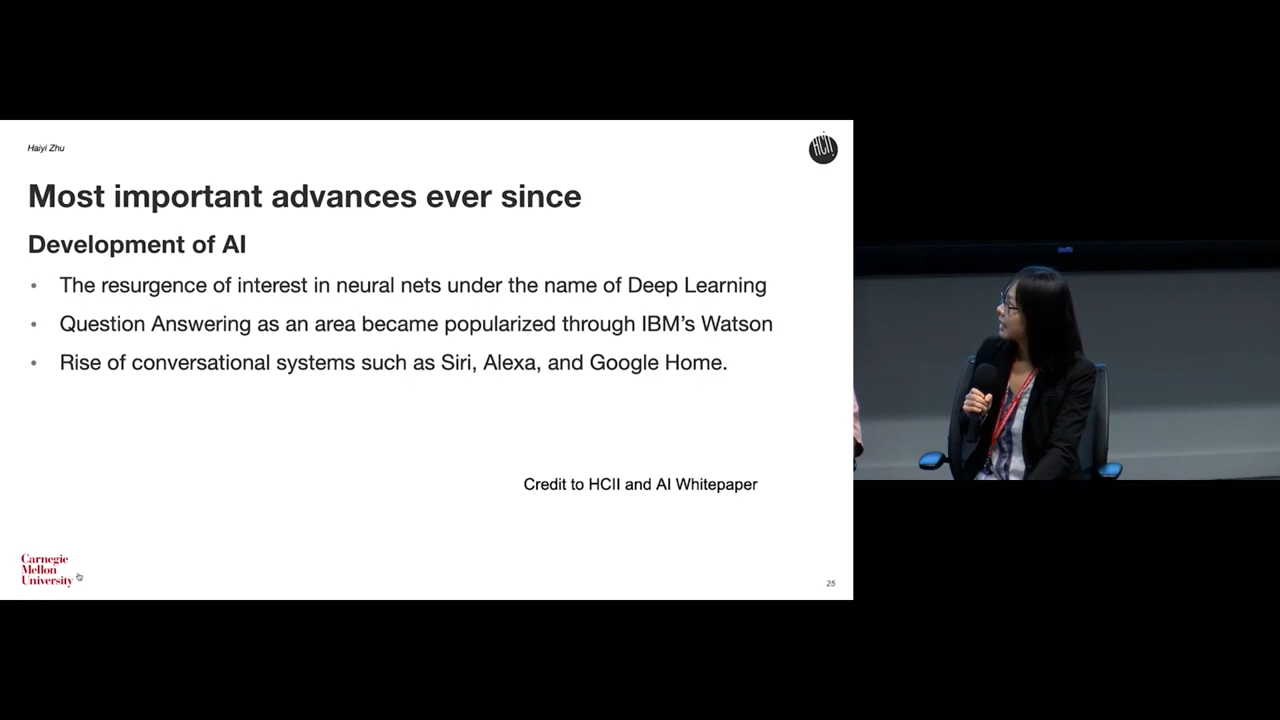 Haiyi Zhu
HCII
Most important advances ever since
Development of AI
• The resurgence of interest in neural nets under the name of Deep Learning
• Question Answering as an area became popularized through IBM’s Watson
• Rise of conversational systems such as Siri, Alexa, and Google Home.
Credit to HCII and AI Whitepaper
Carnegie
Mellon
University
25